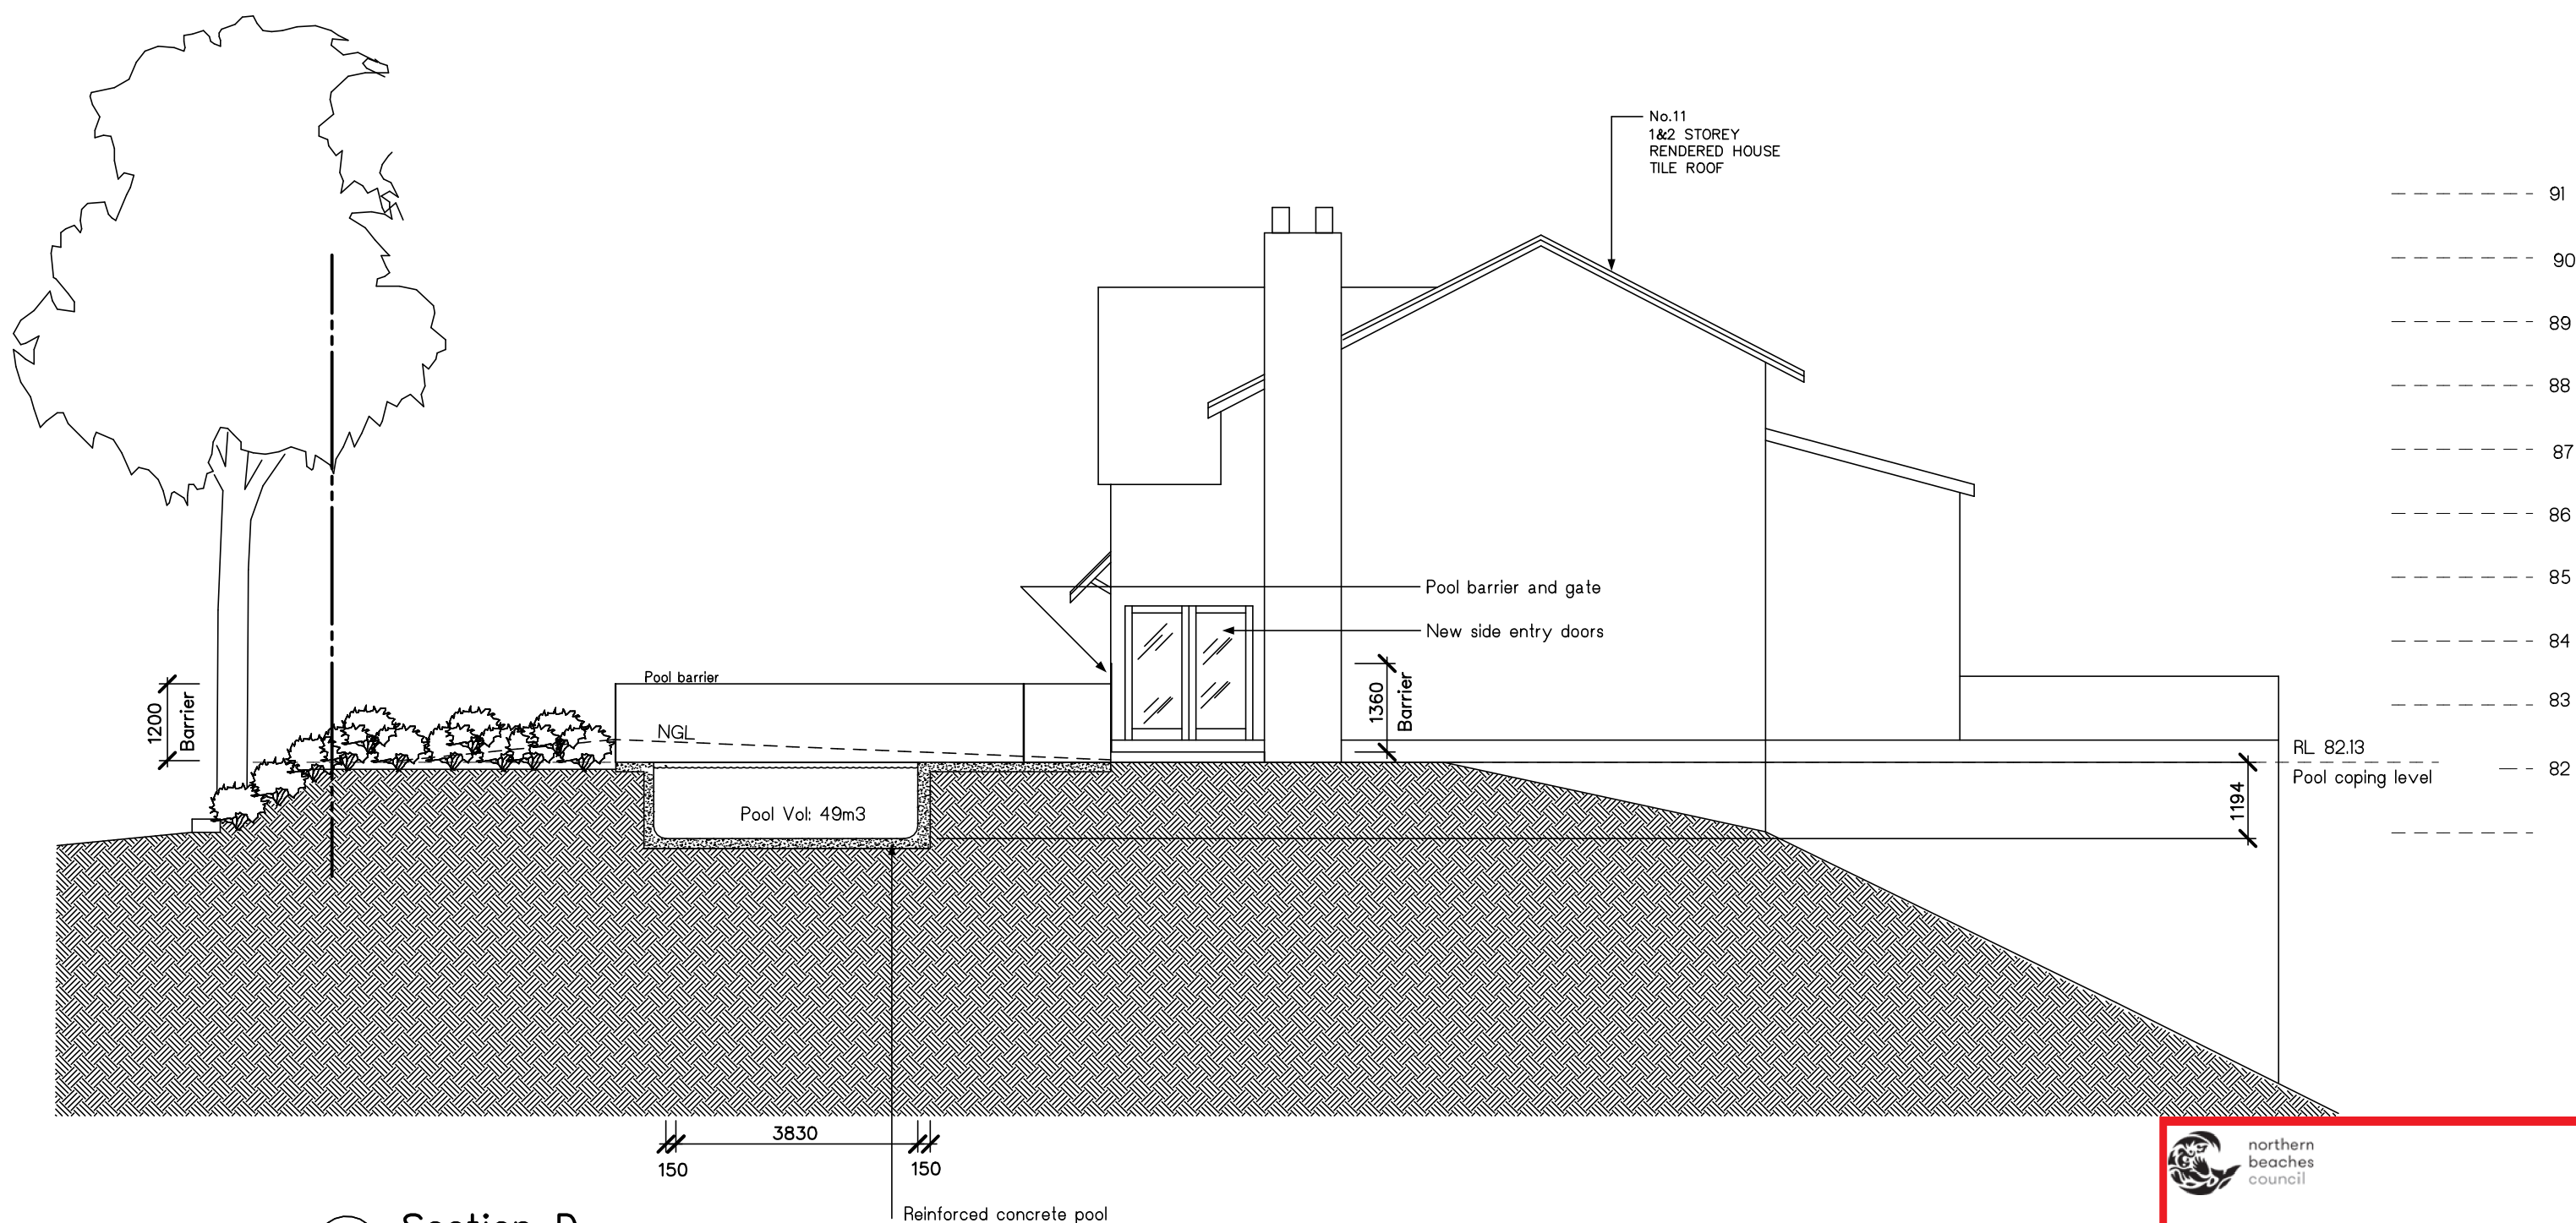 No.11
1&2 STOREY
RENDERED HOUSE
TILE ROOF
91
90
89
88
87
86
85
84
83
82
Pool barrier and gate
New side entry doors
Pool barrier
1200
Barrier
1360
Barrier
NGL
RL 82.13
Pool coping level
1194
Pool Vol: 49m3
3830
150
150
Reinforced concrete pool
northern
beaches
council
Section D